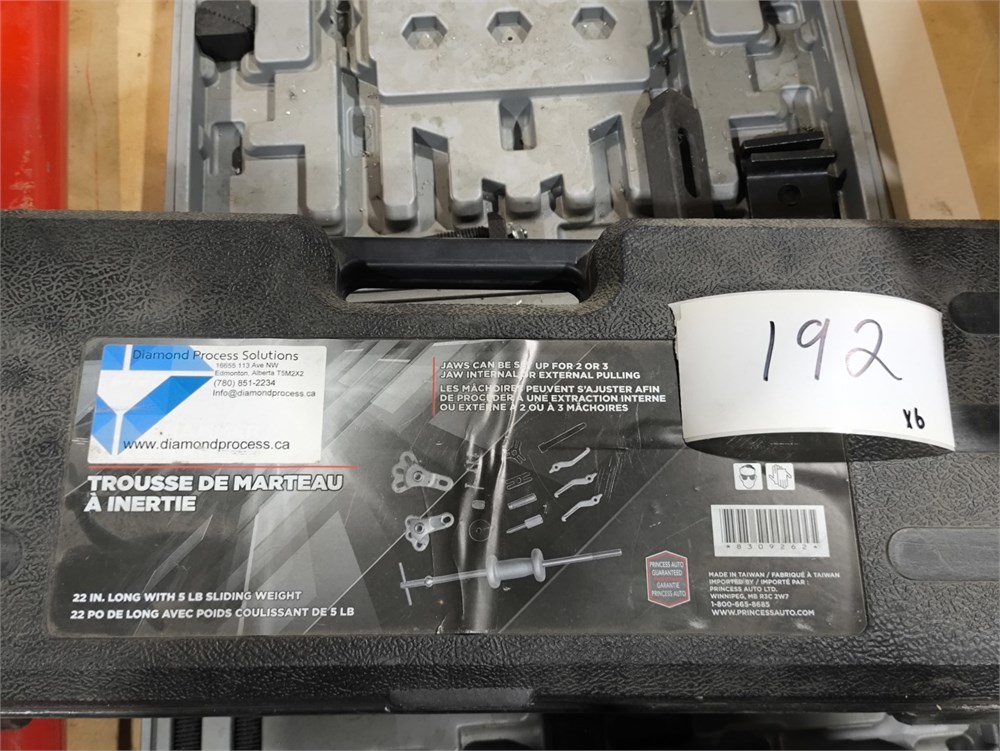 Diamond Process Solutions
16655 113 Ave NW
Edmonton, Alberta T5M2X2
(780) 851-2234
Info@diamondprocess.ca
www.diamondprocess.ca
TROUSSE DE MARTEAU
À INERTIE
22 IN. LONG WITH 5 LB SLIDING WEIGHT
22 PO DE LONG AVEC POIDS COULISSANT DE 5 LB
JAWS CAN BE SET UP FOR 2 OR 3
JAW INTERNAL OR EXTERNAL PULLING
LES MÂCHOIRES PEUVENT S'AJUSTER AFIN
DE PROCÉDER À UNE EXTRACTION INTERNE
OU EXTERNE À 2 OU À 3 MÂCHOIRES
192
x6
*8309262*
PRINCESS AUTO
GUARANTEED
GARANTIE
PRINCESS AUTO
MADE IN TAIWAN / FABRIQUÉ À TAIWAN
IMPORTED BY / IMPORTÉ PAR :
PRINCESS AUTO LTD.
WINNIPEG, MB R3C 2W7
1-800-665-8685
WWW.PRINCESSAUTO.COM